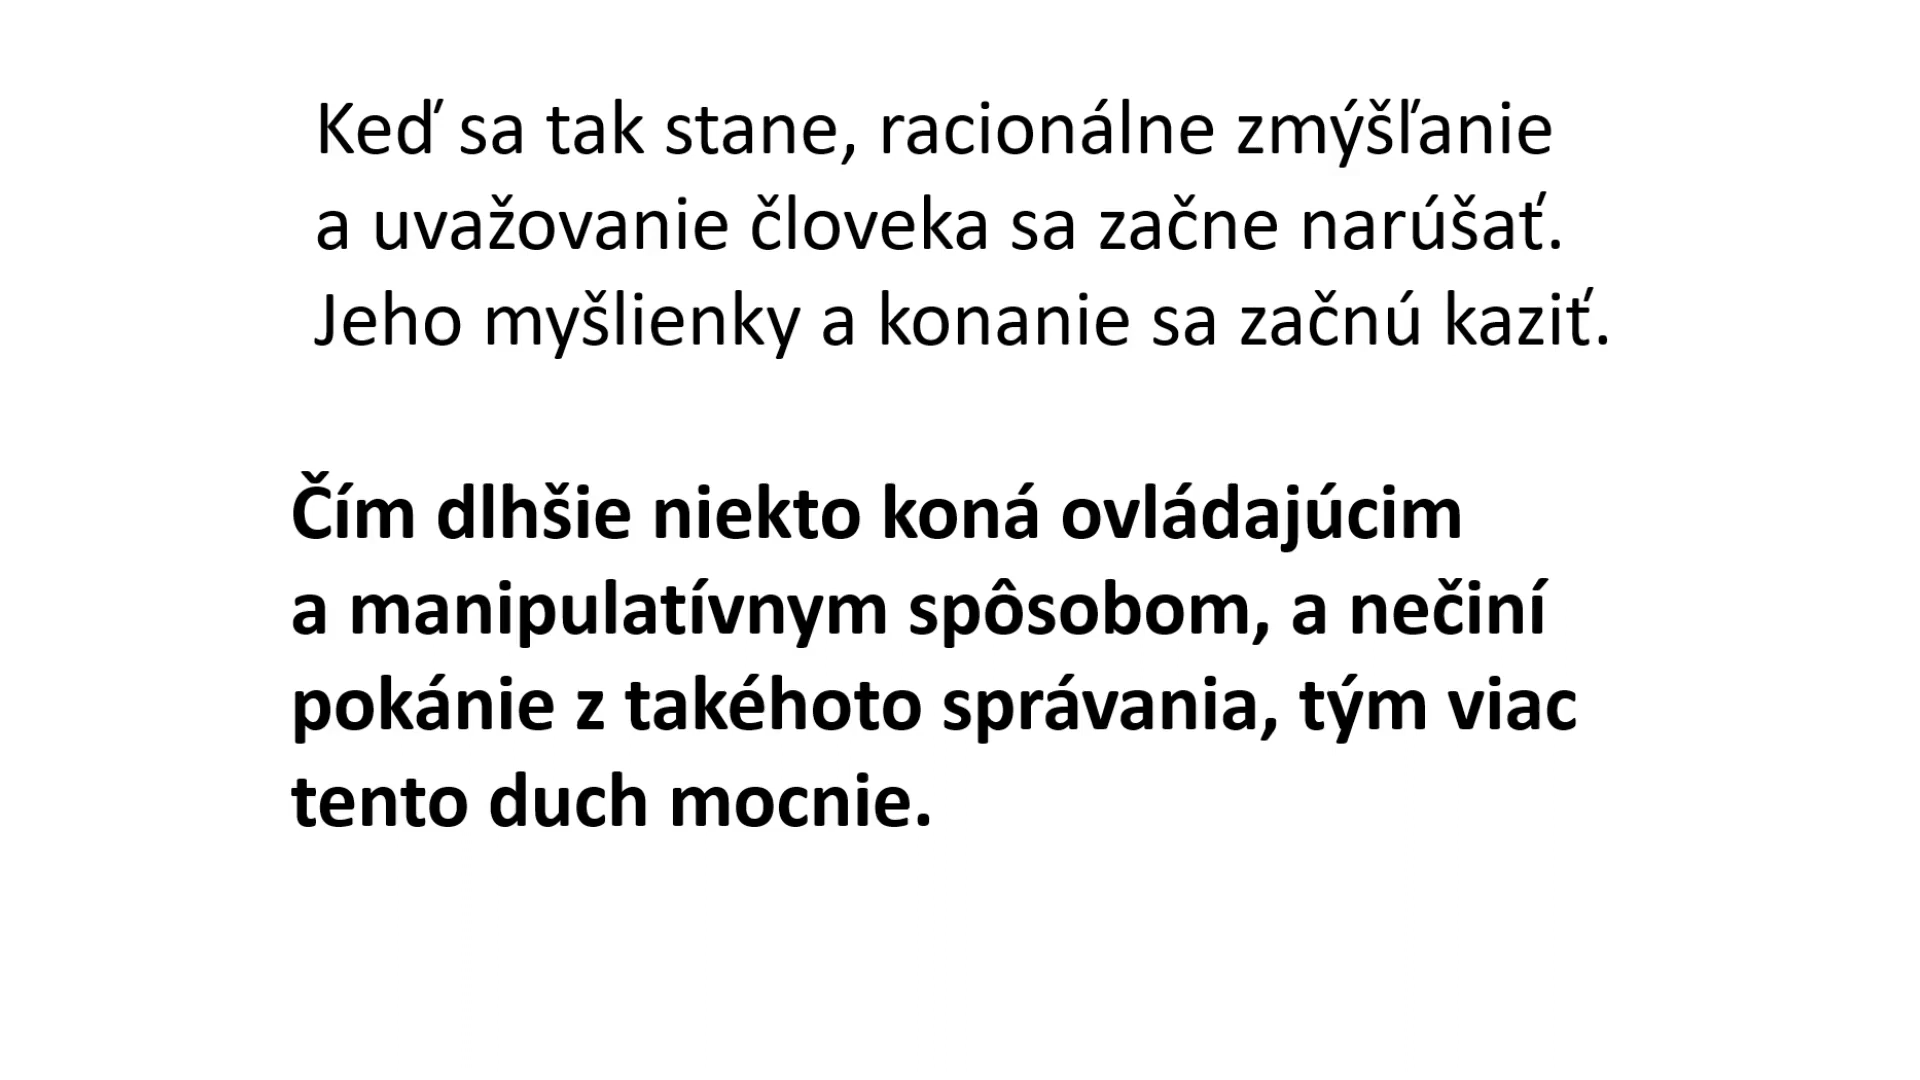 Keď sa tak stane, racionálne zmýšľanie
a uvažovanie človeka sa začne narúšať.
Jeho myšlienky a konanie sa začnú kaziť.
Čím dlhšie niekto koná ovládajúcim
a manipulatívnym spôsobom, a nečiní
pokánie z takéhoto správania, tým viac
tento duch mocnie.